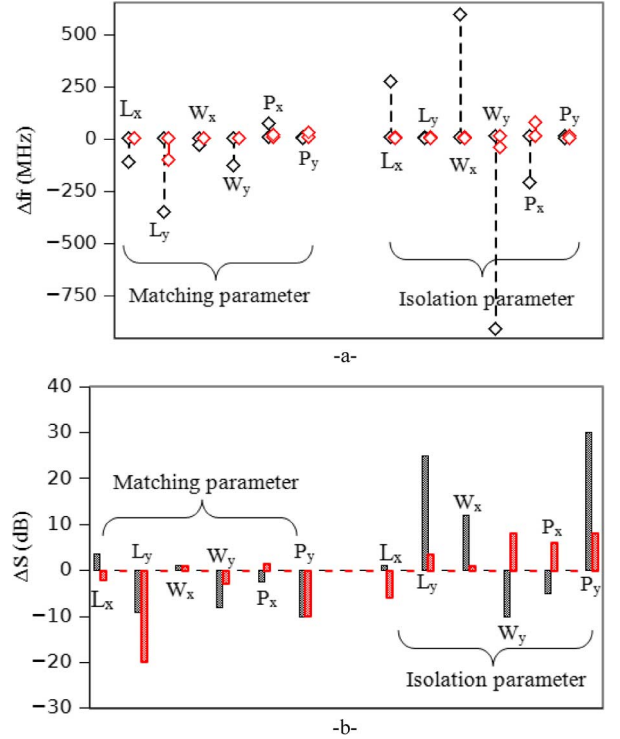 500
250
0
−250
−500
−750
Δfr (MHz)
Lx
Ly
Wx
Wy
Px
Py
Matching parameter
Lx
Ly
Wx
Wy
Px
Py
Isolation parameter
-a-
40
30
20
10
0
−10
−20
−30
ΔS (dB)
Matching parameter
Lx
Ly
Wx
Wy
Px
Py
Lx
Ly
Wx
Wy
Px
Py
Isolation parameter
-b-